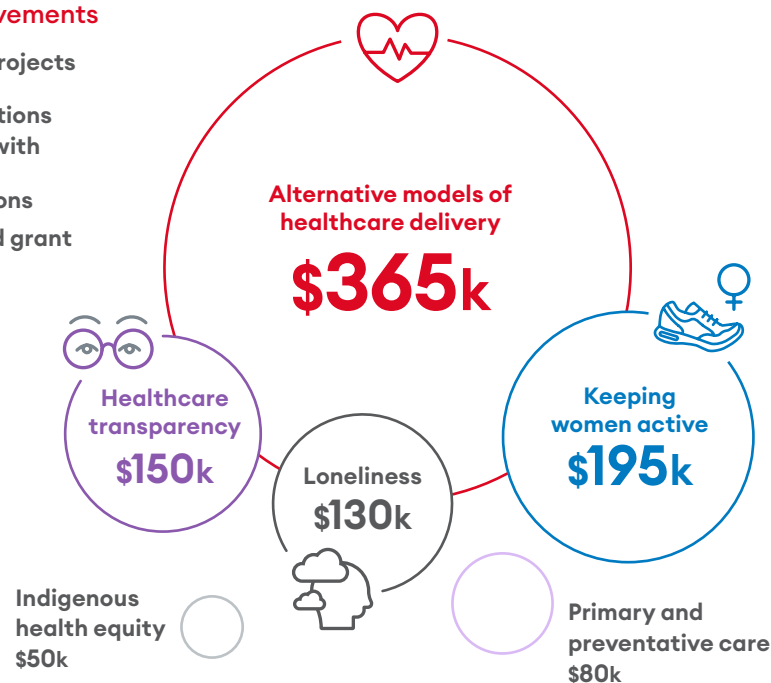 vements
rojects
tions
with
ons
d grant
Alternative models of
healthcare delivery
$365k
Healthcare
transparency
$150k
Loneliness
$130k
Keeping
women active
$195k
Indigenous
health equity
$50k
Primary and
preventative care
$80k